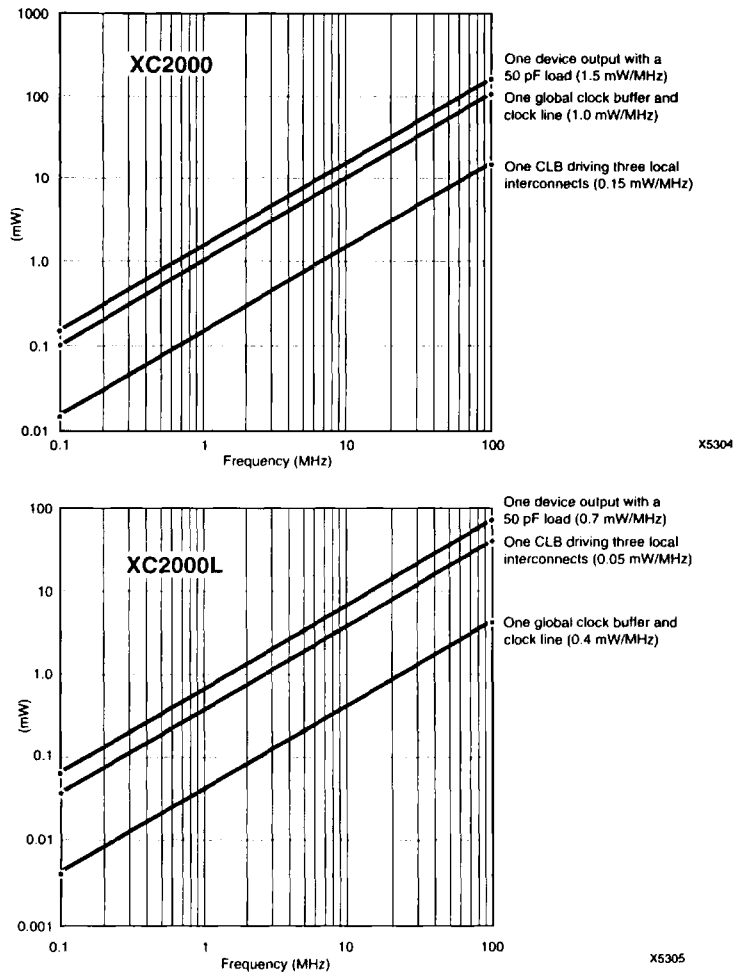 1000
XC2000
One device output with a
50 pF load (1.5 mW/MHz)
100
One global clock buffer and
clock line (1.0 mW/MHz)
10
One CLB driving three local
interconnects (0.15 mW/MHz)
(mW)
1.0
0.1
0.01
0.1
1
10
100
Frequency (MHz)
X5304
100
One device output with a
50 pF load (0.7 mW/MHz)
XC2000L
One CLB driving three local
interconnects (0.05 mW/MHz)
10
One global clock buffer and
clock line (0.4 mW/MHz)
1.0
(mW)
0.1
0.01
0.001
0.1
1
10
100
Frequency (MHz)
X5305